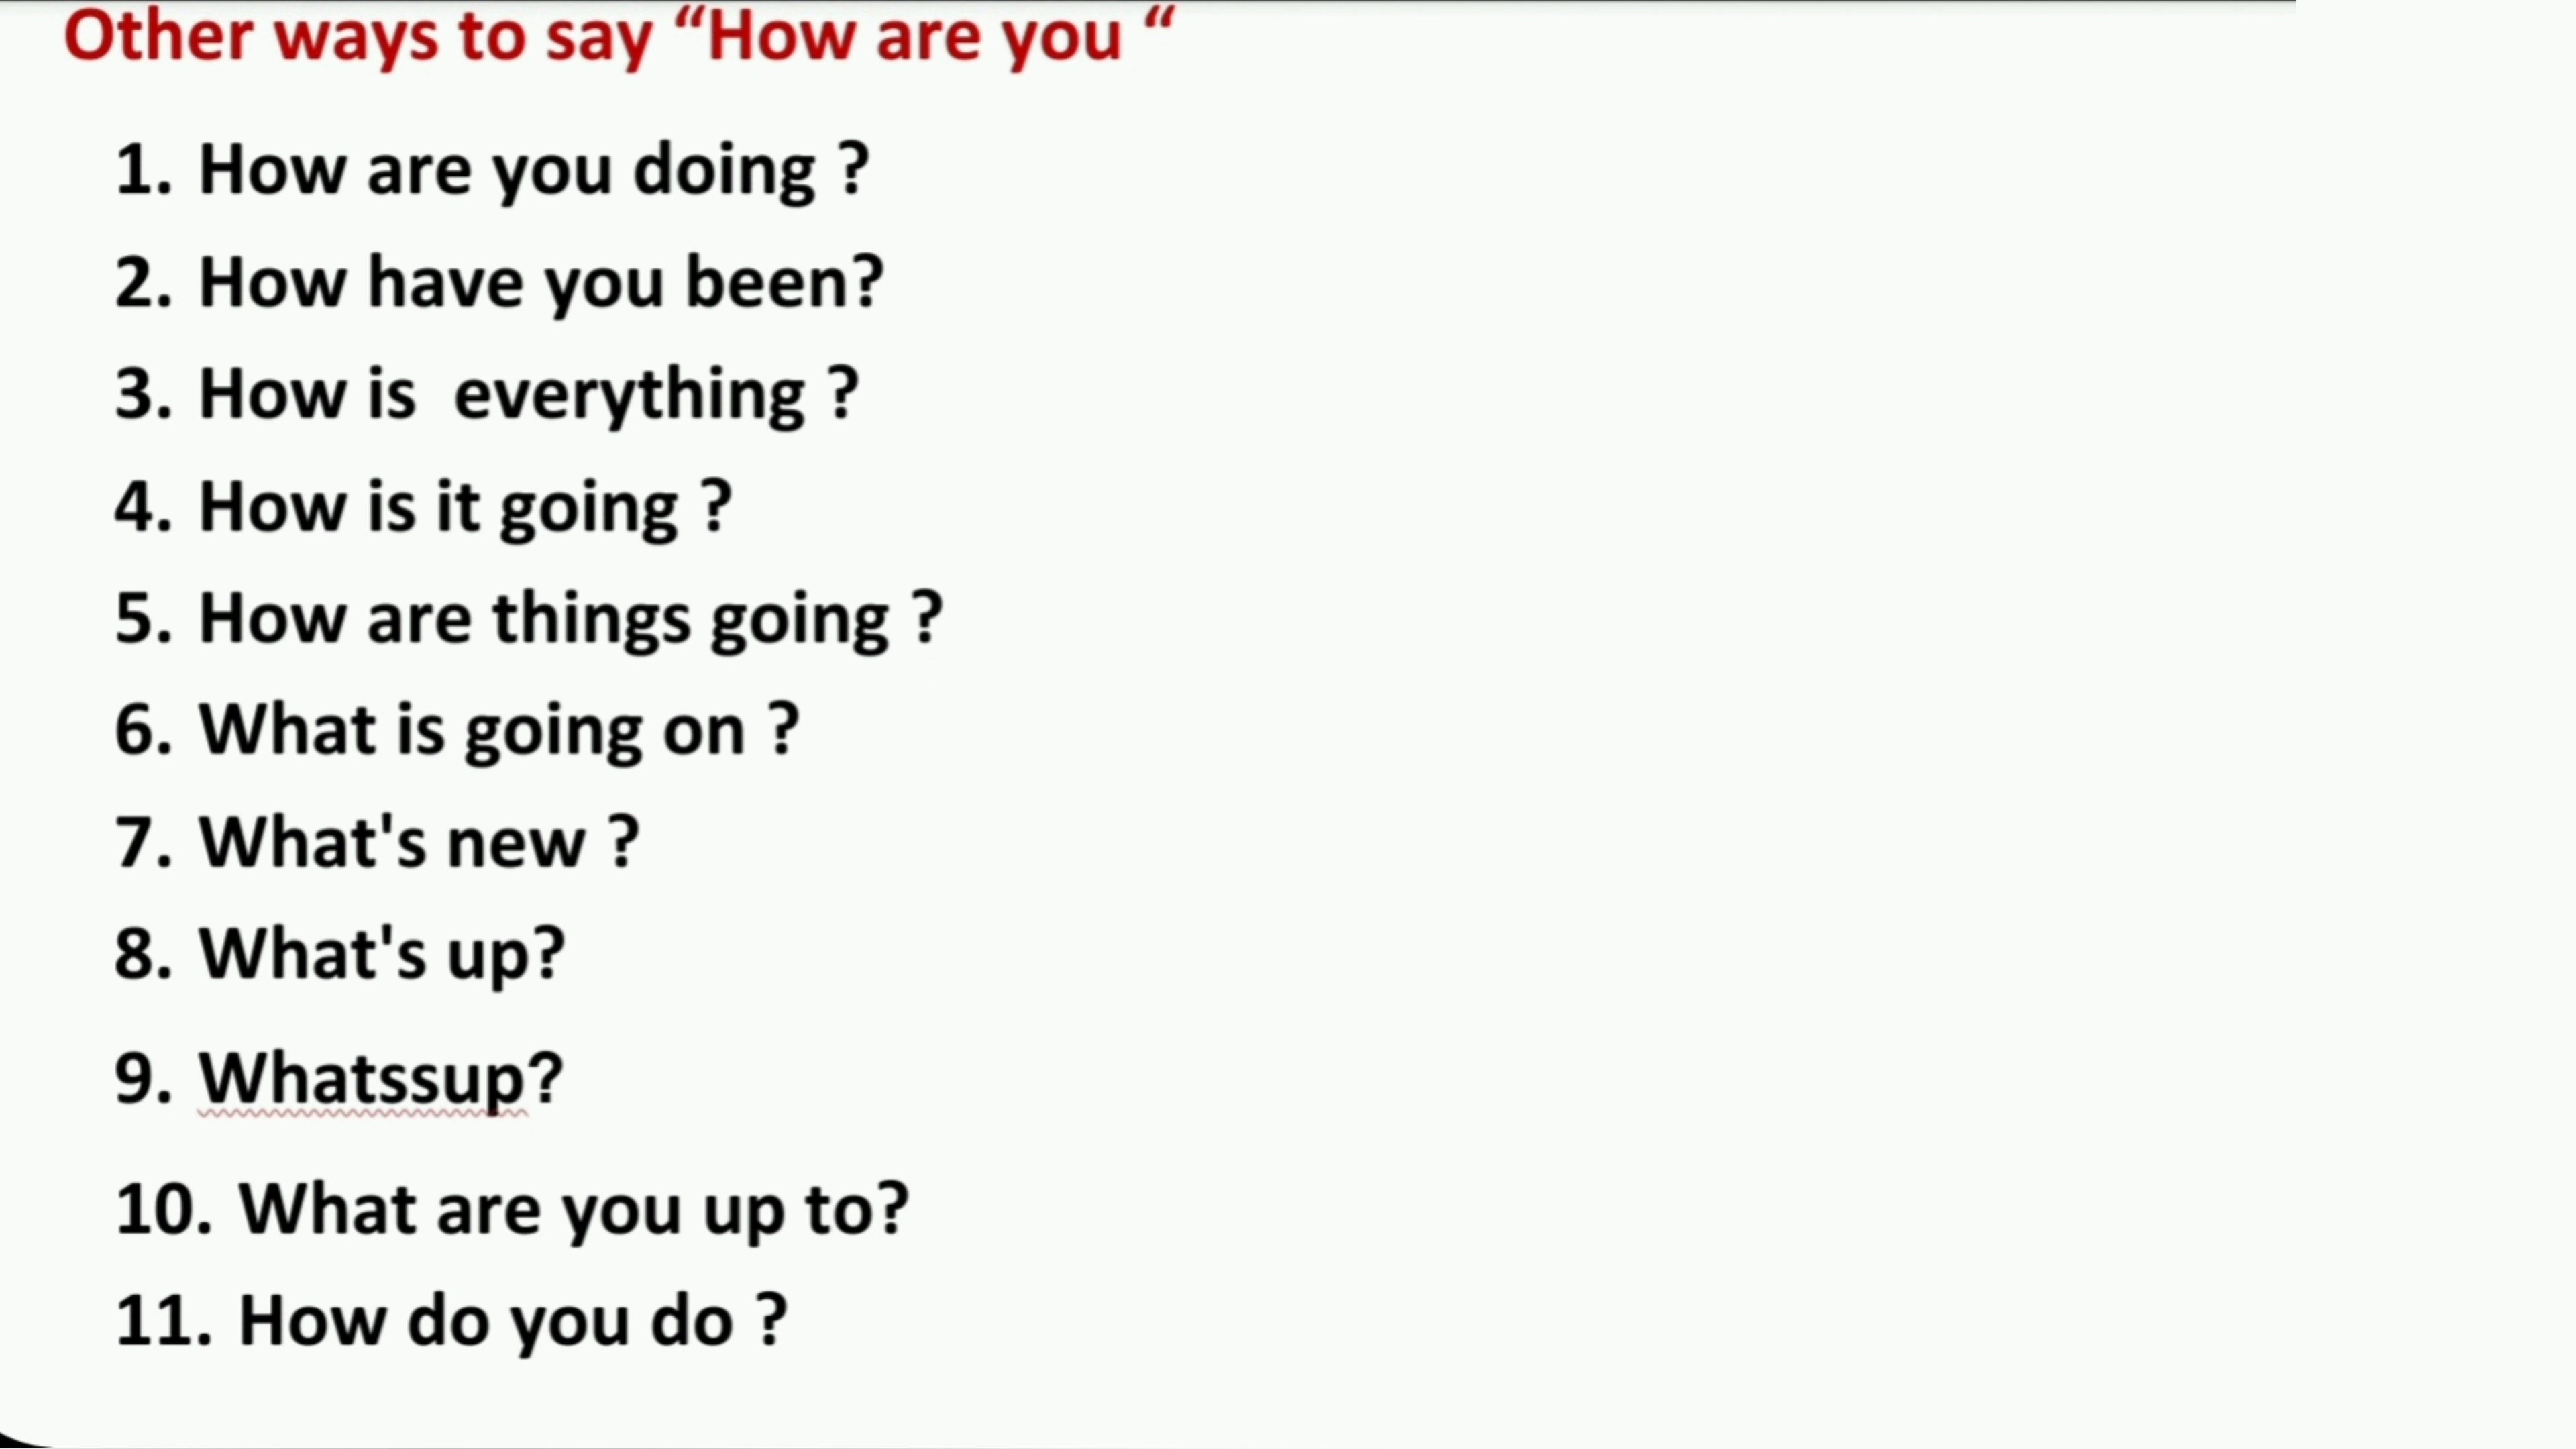 Other ways to say “How are you “
1. How are you doing ?
2. How have you been?
3. How is  everything ?
4. How is it going ?
5. How are things going ?
6. What is going on ?
7. What's new ?
8. What's up?
9. Whatssup?
10. What are you up to?
11. How do you do ?